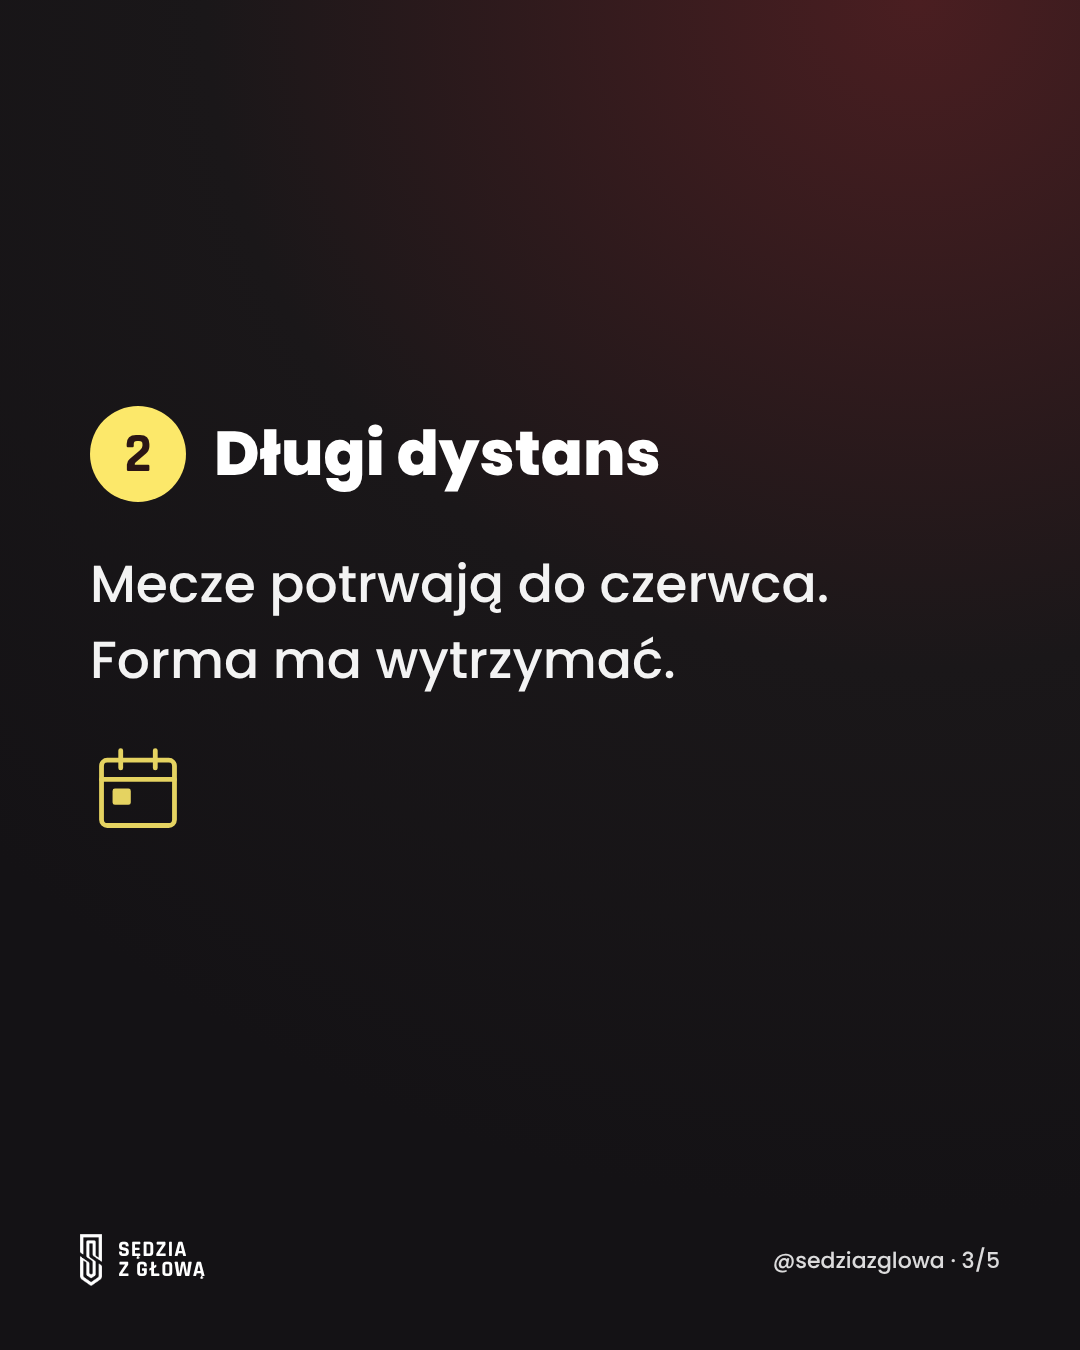 2 Długi dystans
Mecze potrwają do czerwca.
Forma ma wytrzymać.
SĘDZIA
Z GŁOWĄ
@sedziazglowa · 3/5